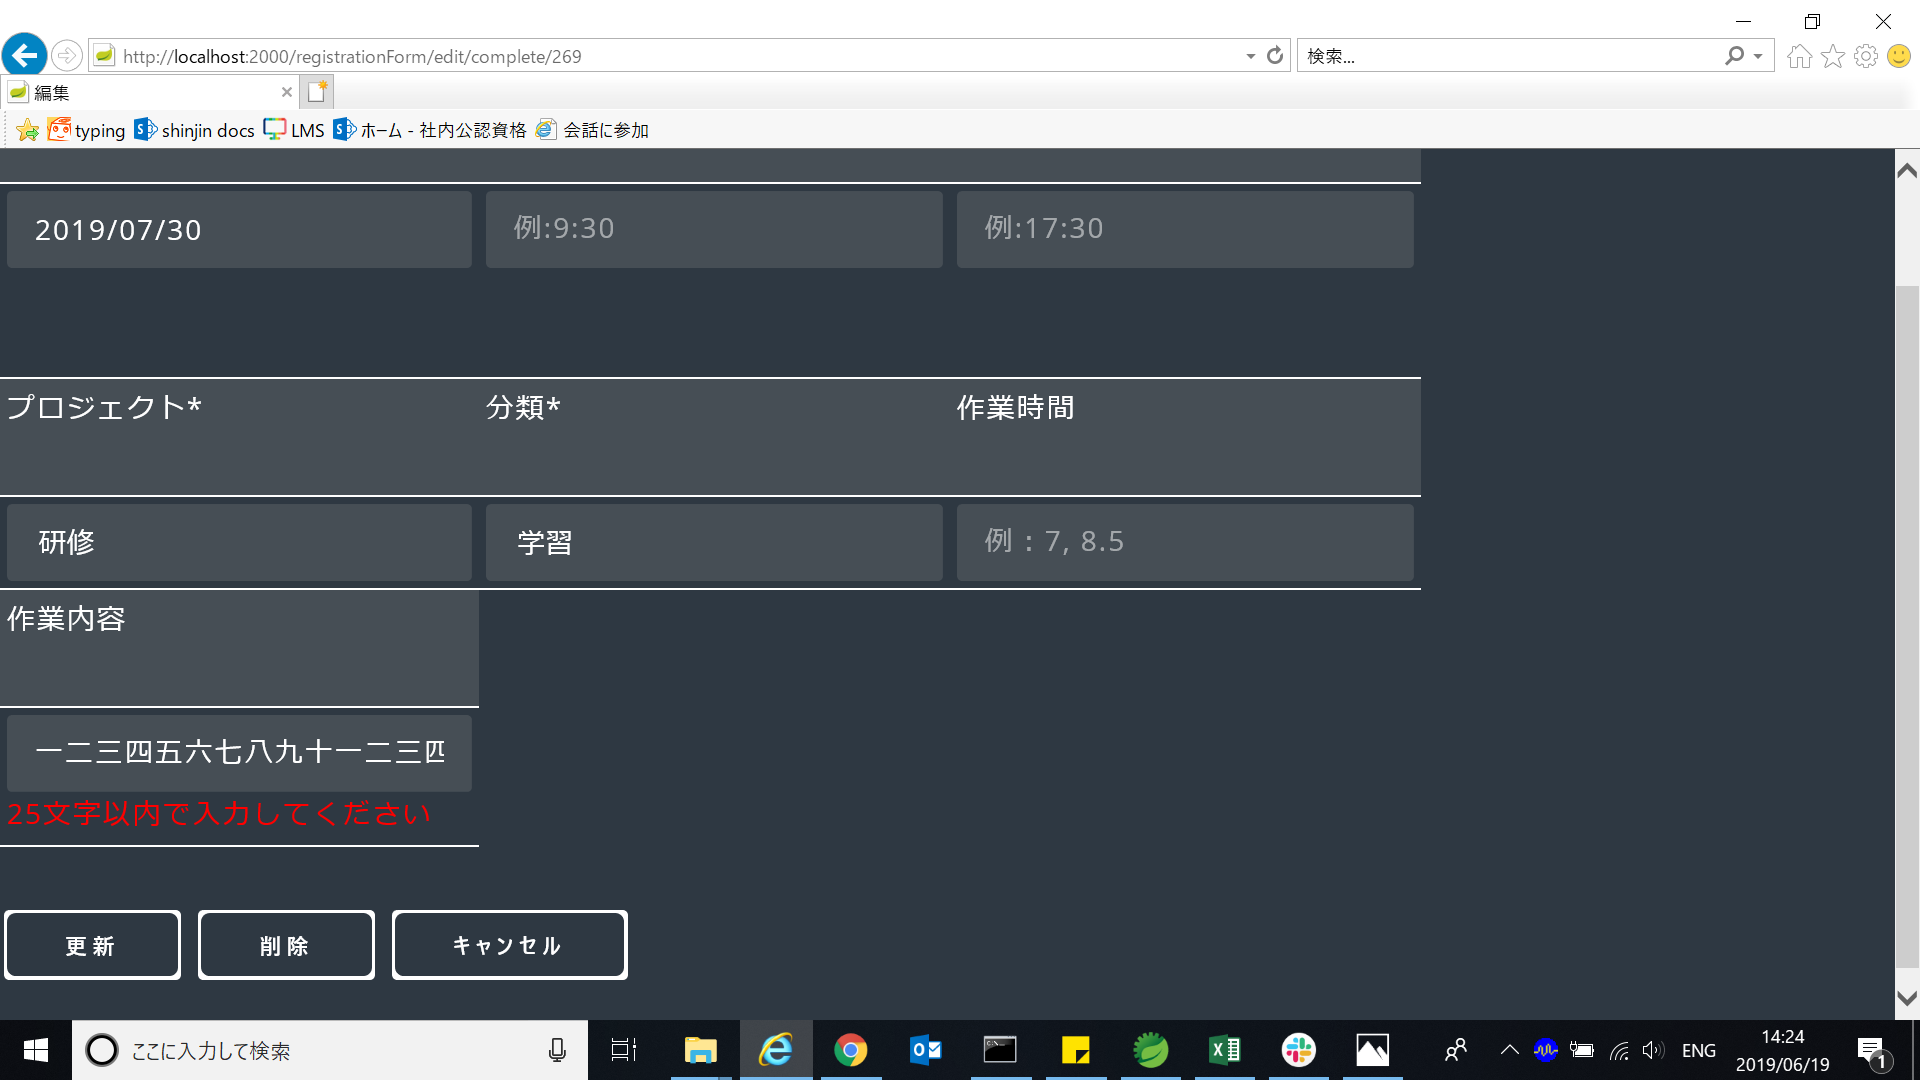 http://localhost:2000/registrationForm/edit/complete/269
検索...
編集
typing
shinjin docs
LMS
ホーム - 社内公認資格
会話に参加
2019/07/30
例:9:30
例:17:30
プロジェクト*
分類*
作業時間
研修
学習
例：7, 8.5
作業内容
一二三四五六七八九十一二三四
25文字以内で入力してください
更新
削除
キャンセル
ここに入力して検索
ENG
14:24
2019/06/19
1